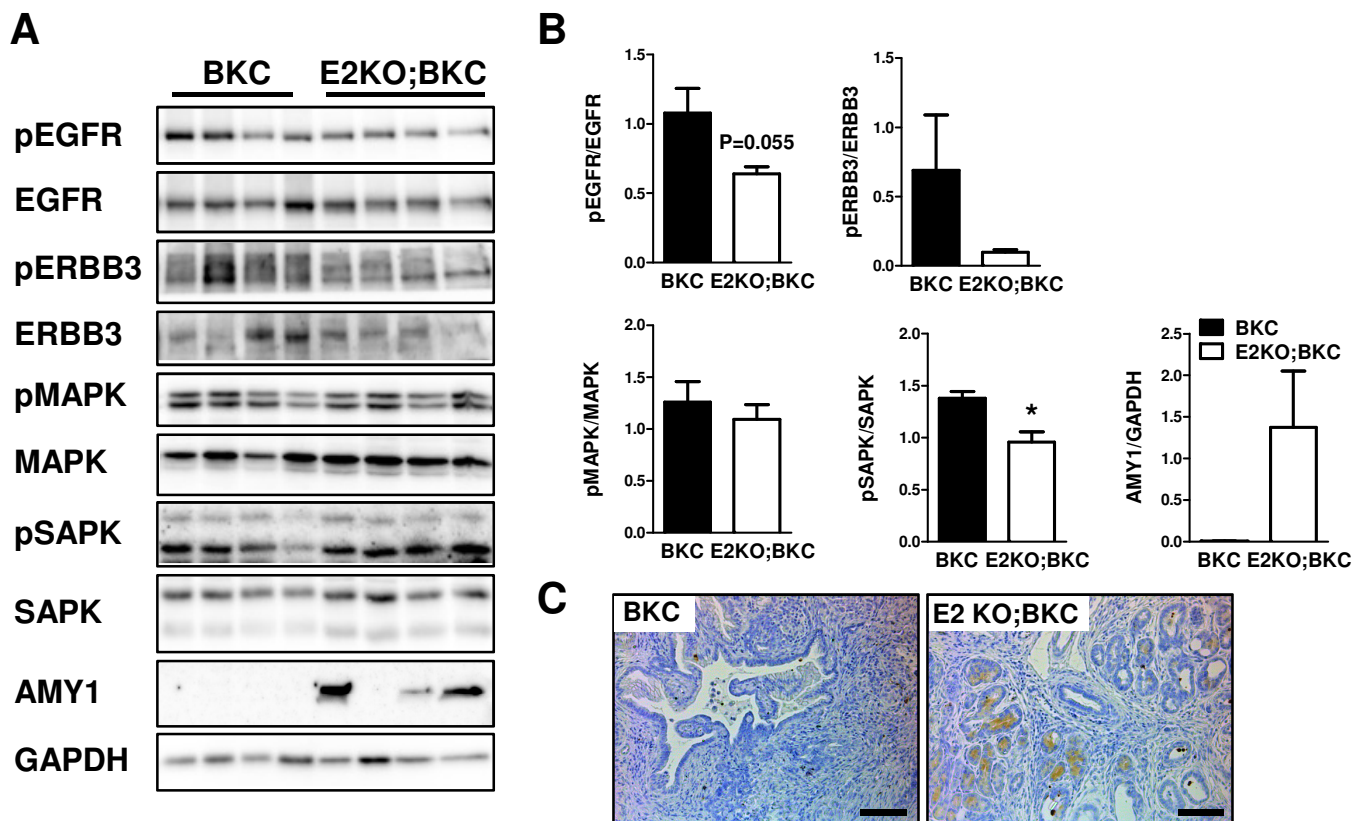 A
BKC E2KO;BKC
pEGFR
EGFR
pERBB3
ERBB3
pMAPK
MAPK
pSAPK
SAPK
AMY1
GAPDH
B
pEGFR/EGFR
1.5
1.0
0.5
0.0
P=0.055
BKC E2KO;BKC
pERBB3/ERBB3
1.5
1.0
0.5
0.0
BKC E2KO;BKC
pMAPK/MAPK
2.0
1.5
1.0
0.5
0.0
BKC E2KO;BKC
pSAPK/SAPK
2.0
1.5
1.0
0.5
0.0
*
BKC E2KO;BKC
BKC
E2KO;BKC
AMY1/GAPDH
2.5
2.0
1.5
1.0
0.5
0.0
BKC E2KO;BKC
C
BKC
E2 KO;BKC